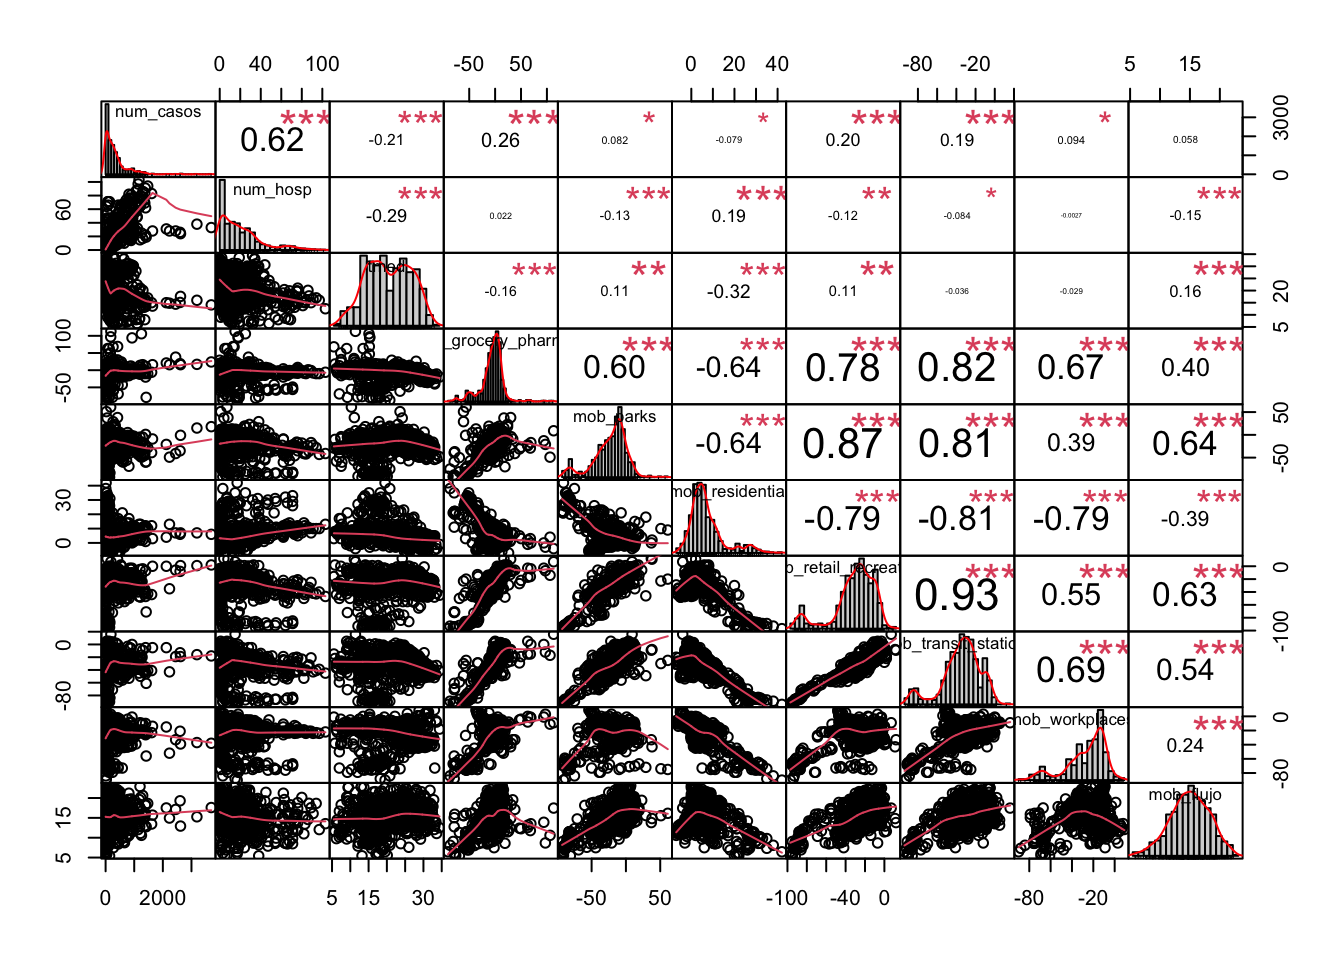 0 40 100 -50 50 0 20 40 -80 -20 5 15
num_casos 0.62 *** -0.21 *** 0.26 *** 0.082 * -0.079 * 0.20 *** 0.19 *** 0.094 * 0.058 0 3000
0 60 num_hosp -0.29 *** 0.022 -0.13 *** 0.19 *** -0.12 ** -0.084 * -0.0027 -0.15 ***
-0.16 *** 0.11 ** -0.32 *** 0.11 ** -0.036 -0.029 0.16 *** 5 20
-50 100 _grocery_pharm 0.60 *** -0.64 *** 0.78 *** 0.82 *** 0.67 *** 0.40 ***
mob_parks -0.64 *** 0.87 *** 0.81 *** 0.39 *** 0.64 *** -50 50
0 30 mob_residentia -0.79 *** -0.81 *** -0.79 *** -0.39 ***
b_retail_recreat 0.93 *** 0.55 *** 0.63 *** -100 0
-80 0 b_transit_static 0.69 *** 0.54 ***
mob_workplaces 0.24 *** -80 0
5 15
0 2000 5 15 30 -50 50 -100 -40 0 -80 -20